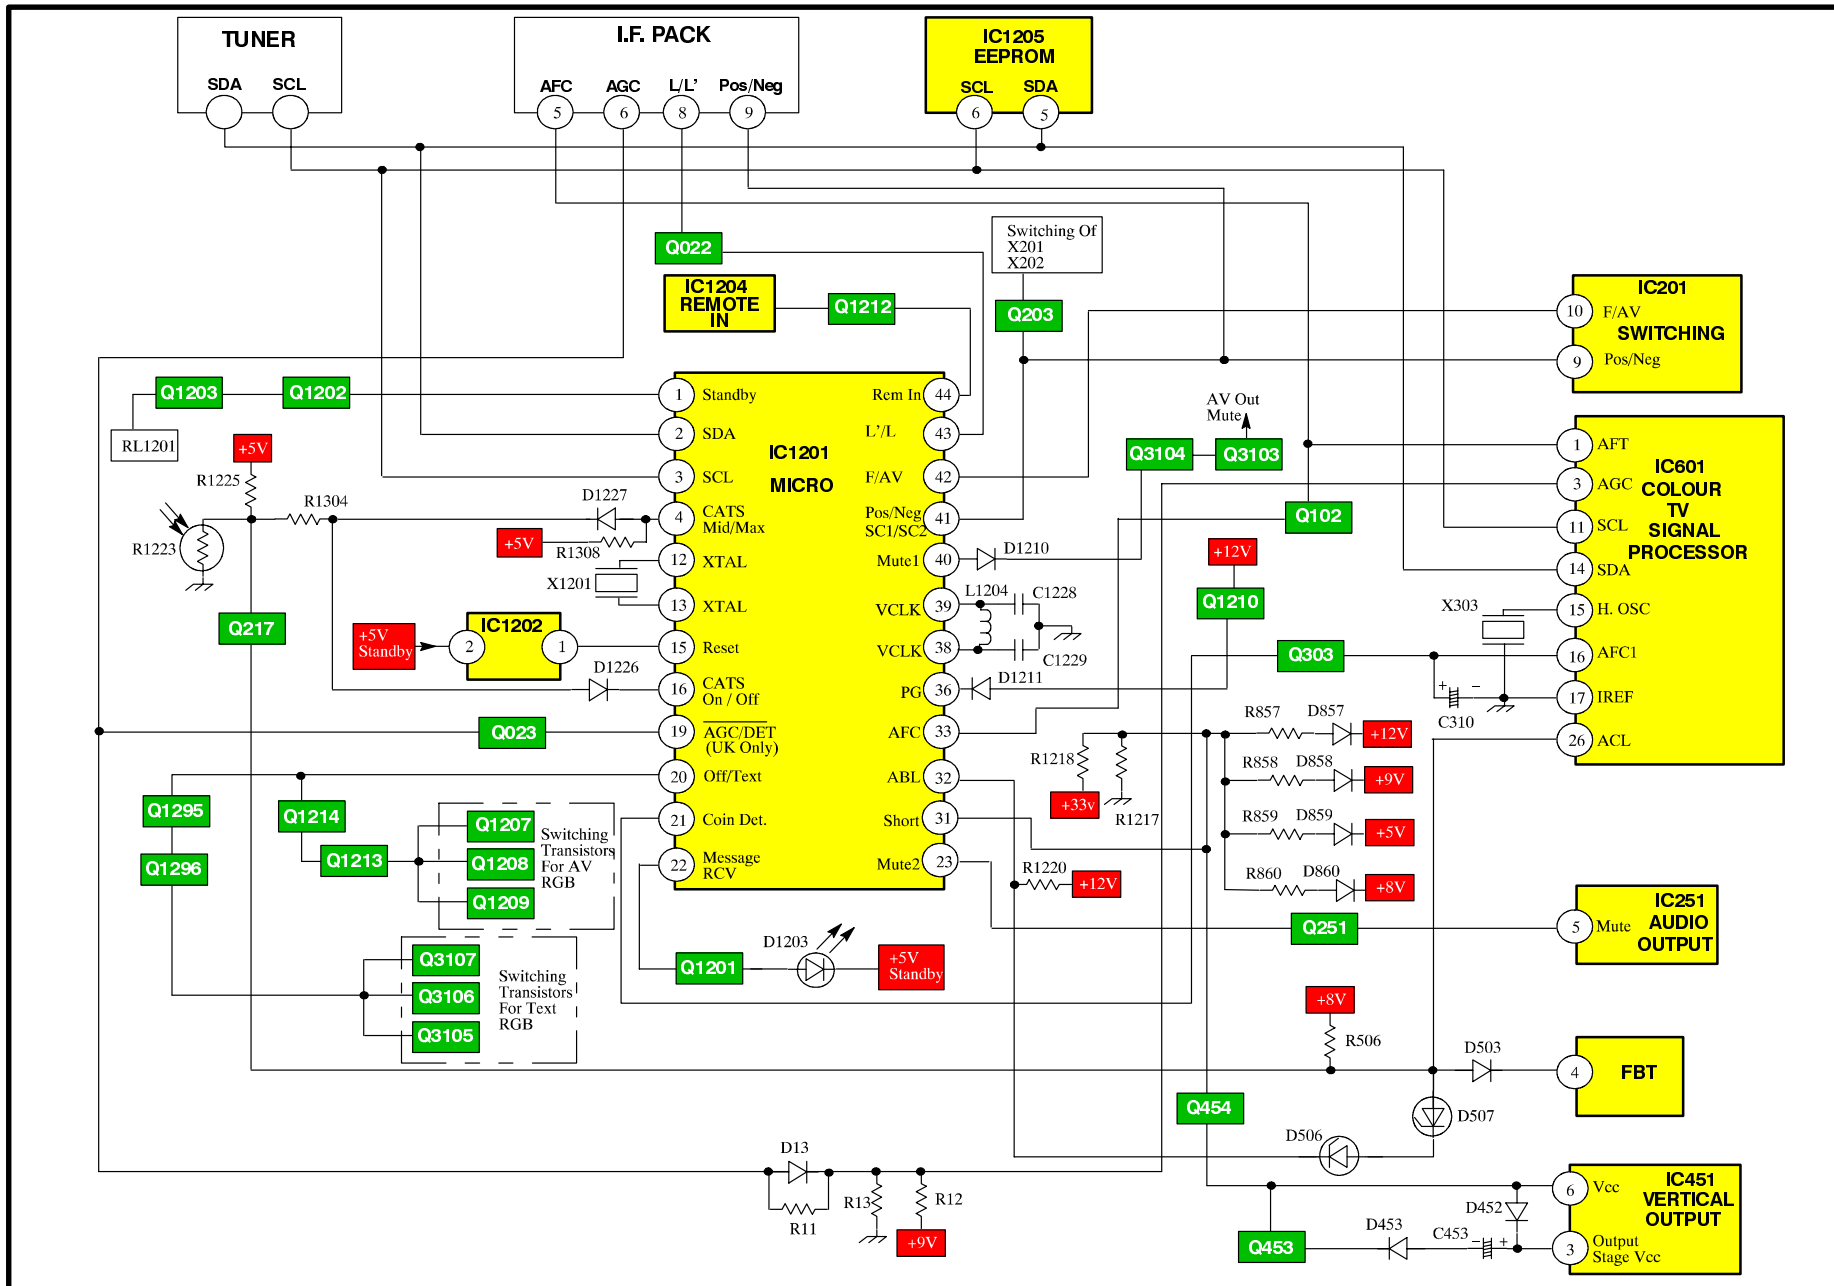 TUNER
SDA
SCL
I.F. PACK
AFC
AGC
L/L'
Pos/Neg
5
6
8
9
IC1205
EEPROM
SCL
SDA
6
5
Q022
IC1204
REMOTE
IN
Q1212
Switching Of
X201
X202
Q203
IC201
10
F/AV
SWITCHING
9
Pos/Neg
Q1203
Q1202
RL1201
+5V
R1225
R1304
R1223
Q217
D1227
+5V
R1308
X1201
+5V
Standby
2
IC1202
1
D1226
Q023
IC1201
MICRO
1
Standby
2
SDA
3
SCL
4
CATS
Mid/Max
12
XTAL
13
XTAL
15
Reset
16
CATS
On / Off
19
AGC/DET
(UK Only)
20
Off/Text
21
Coin Det.
22
Message
RCV
Rem In
44
L'/L
43
F/AV
42
Pos/Neg
SC1/SC2
41
Mute1
40
VCLK
39
VCLK
38
PG
36
AFC
33
ABL
32
Short
31
Mute2
23
AV Out
Mute
Q3104
Q3103
Q102
D1210
+12V
Q1210
L1204
C1228
C1229
D1211
Q303
X303
C310
+
−
IC601
COLOUR
TV
SIGNAL
PROCESSOR
1
AFT
3
AGC
11
SCL
14
SDA
15
H. OSC
16
AFC1
17
IREF
26
ACL
R1218
+33v
R1217
R857
D857
+12V
R858
D858
+9V
R859
D859
+5V
R860
D860
+8V
R1220
+12V
Q1295
Q1296
Q1214
Q1213
Q1207
Q1208
Q1209
Switching
Transistors
For AV
RGB
Q3107
Q3106
Q3105
Switching
Transistors
For Text
RGB
Q1201
D1203
+5V
Standby
Q251
IC251
AUDIO
OUTPUT
5
Mute
+8V
R506
D503
4
FBT
Q454
D507
D506
D13
R11
R13
R12
+9V
IC451
VERTICAL
OUTPUT
6
Vcc
3
Output
Stage Vcc
D452
D453
C453
−
+
Q453